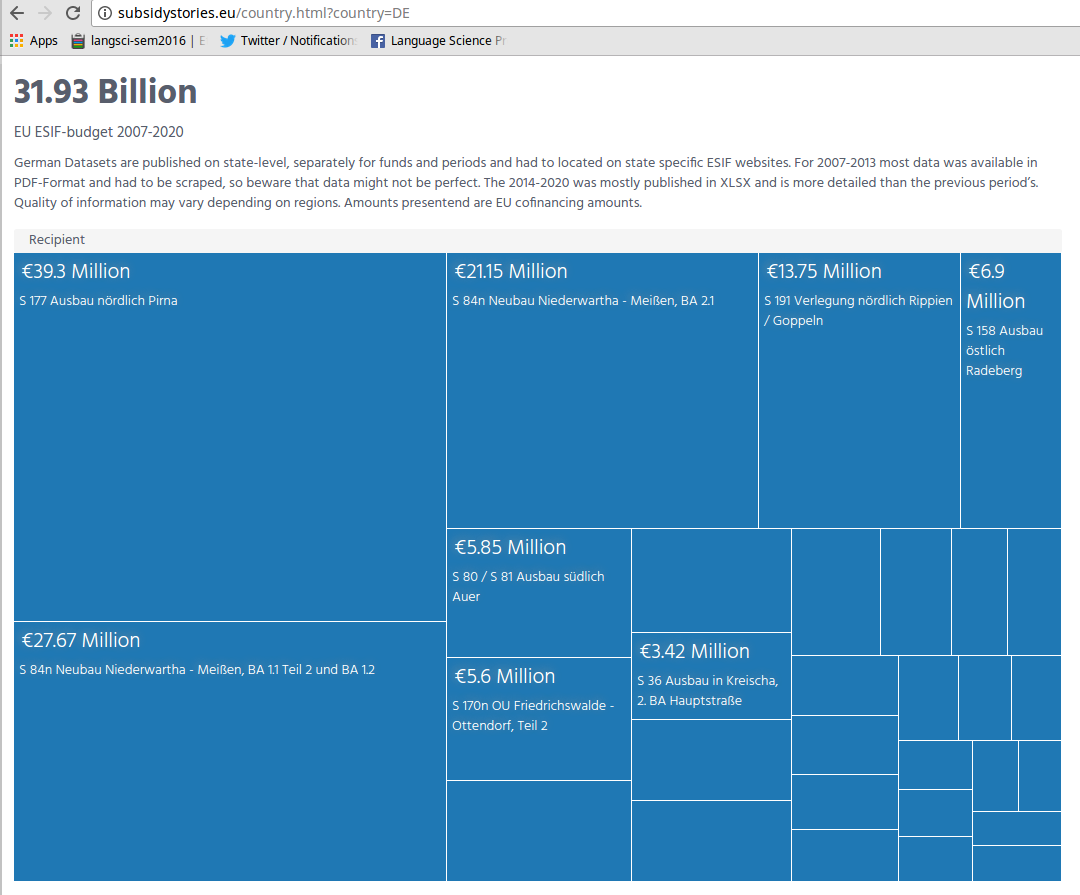 subsidystories.eu/country.html?country=DE
Apps langsci-sem2016 | E Twitter / Notification Language Science Pr
31.93 Billion
EU ESIF-budget 2007-2020
German Datasets are published on state-level, separately for funds and periods and had to located on state specific ESIF websites. For 2007-2013 most data was available in
PDF-Format and had to be scraped, so beware that data might not be perfect. The 2014-2020 was mostly published in XLSX and is more detailed than the previous period's.
Quality of information may vary depending on regions. Amounts presentend are EU cofinancing amounts.
Recipient
€39.3 Million
S 177 Ausbau nördlich Pirna
€21.15 Million
S 84n Neubau Niederwartha - Meißen, BA 2.1
€13.75 Million
S 191 Verlegung nördlich Rippien
/ Goppeln
€6.9
Million
S 158 Ausbau
östlich
Radeberg
€5.85 Million
S 80 / S 81 Ausbau südlich
Auer
€27.67 Million
S 84n Neubau Niederwartha - Meißen, BA 1.1 Teil 2 und BA 1.2
€5.6 Million
S 170n OU Friedrichswalde -
Ottendorf, Teil 2
€3.42 Million
S 36 Ausbau in Kreischa,
2. BA Hauptstraße